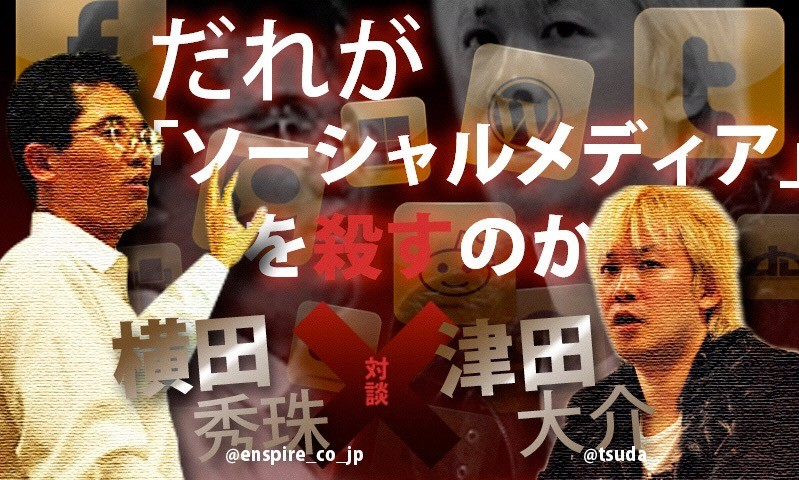 だれが
「ソーシャルメディア」
を殺すのか
横田
秀珠
@enspire_co_jp
対談
津田
大介
@tsuda